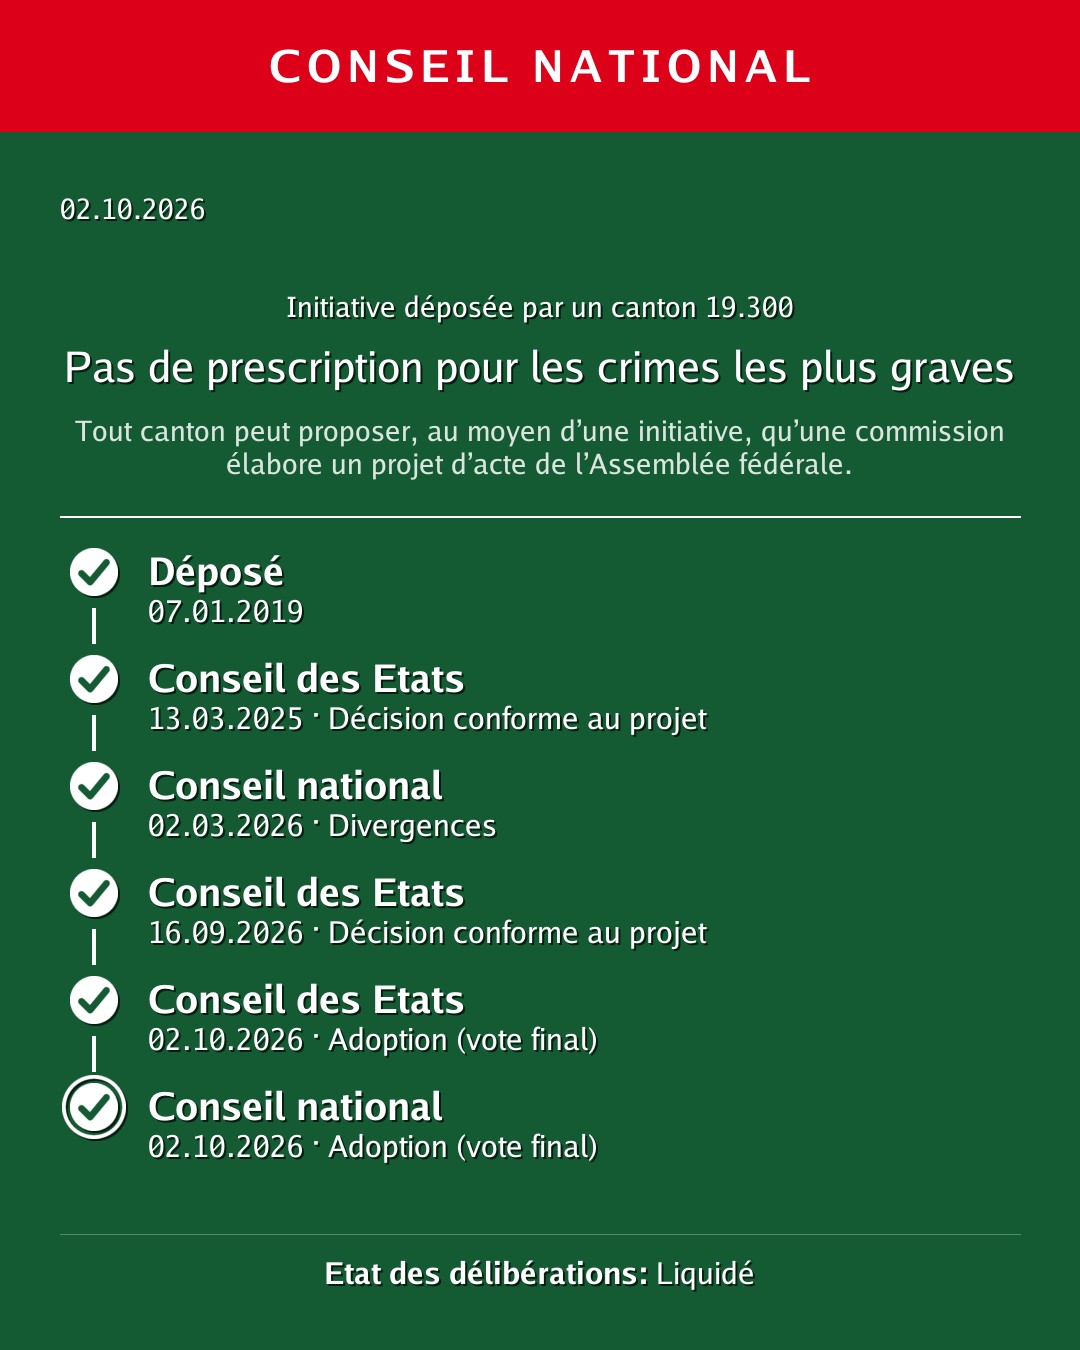 CONSEIL NATIONAL
02.10.2026
Initiative déposée par un canton 19.300
Pas de prescription pour les crimes les plus graves
Tout canton peut proposer, au moyen d’une initiative, qu’une commission
élabore un projet d’acte de l’Assemblée fédérale.
Déposé
07.01.2019
Conseil des Etats
13.03.2025 · Décision conforme au projet
Conseil national
02.03.2026 · Divergences
Conseil des Etats
16.09.2026 · Décision conforme au projet
Conseil des Etats
02.10.2026 · Adoption (vote final)
Conseil national
02.10.2026 · Adoption (vote final)
Etat des délibérations: Liquidé